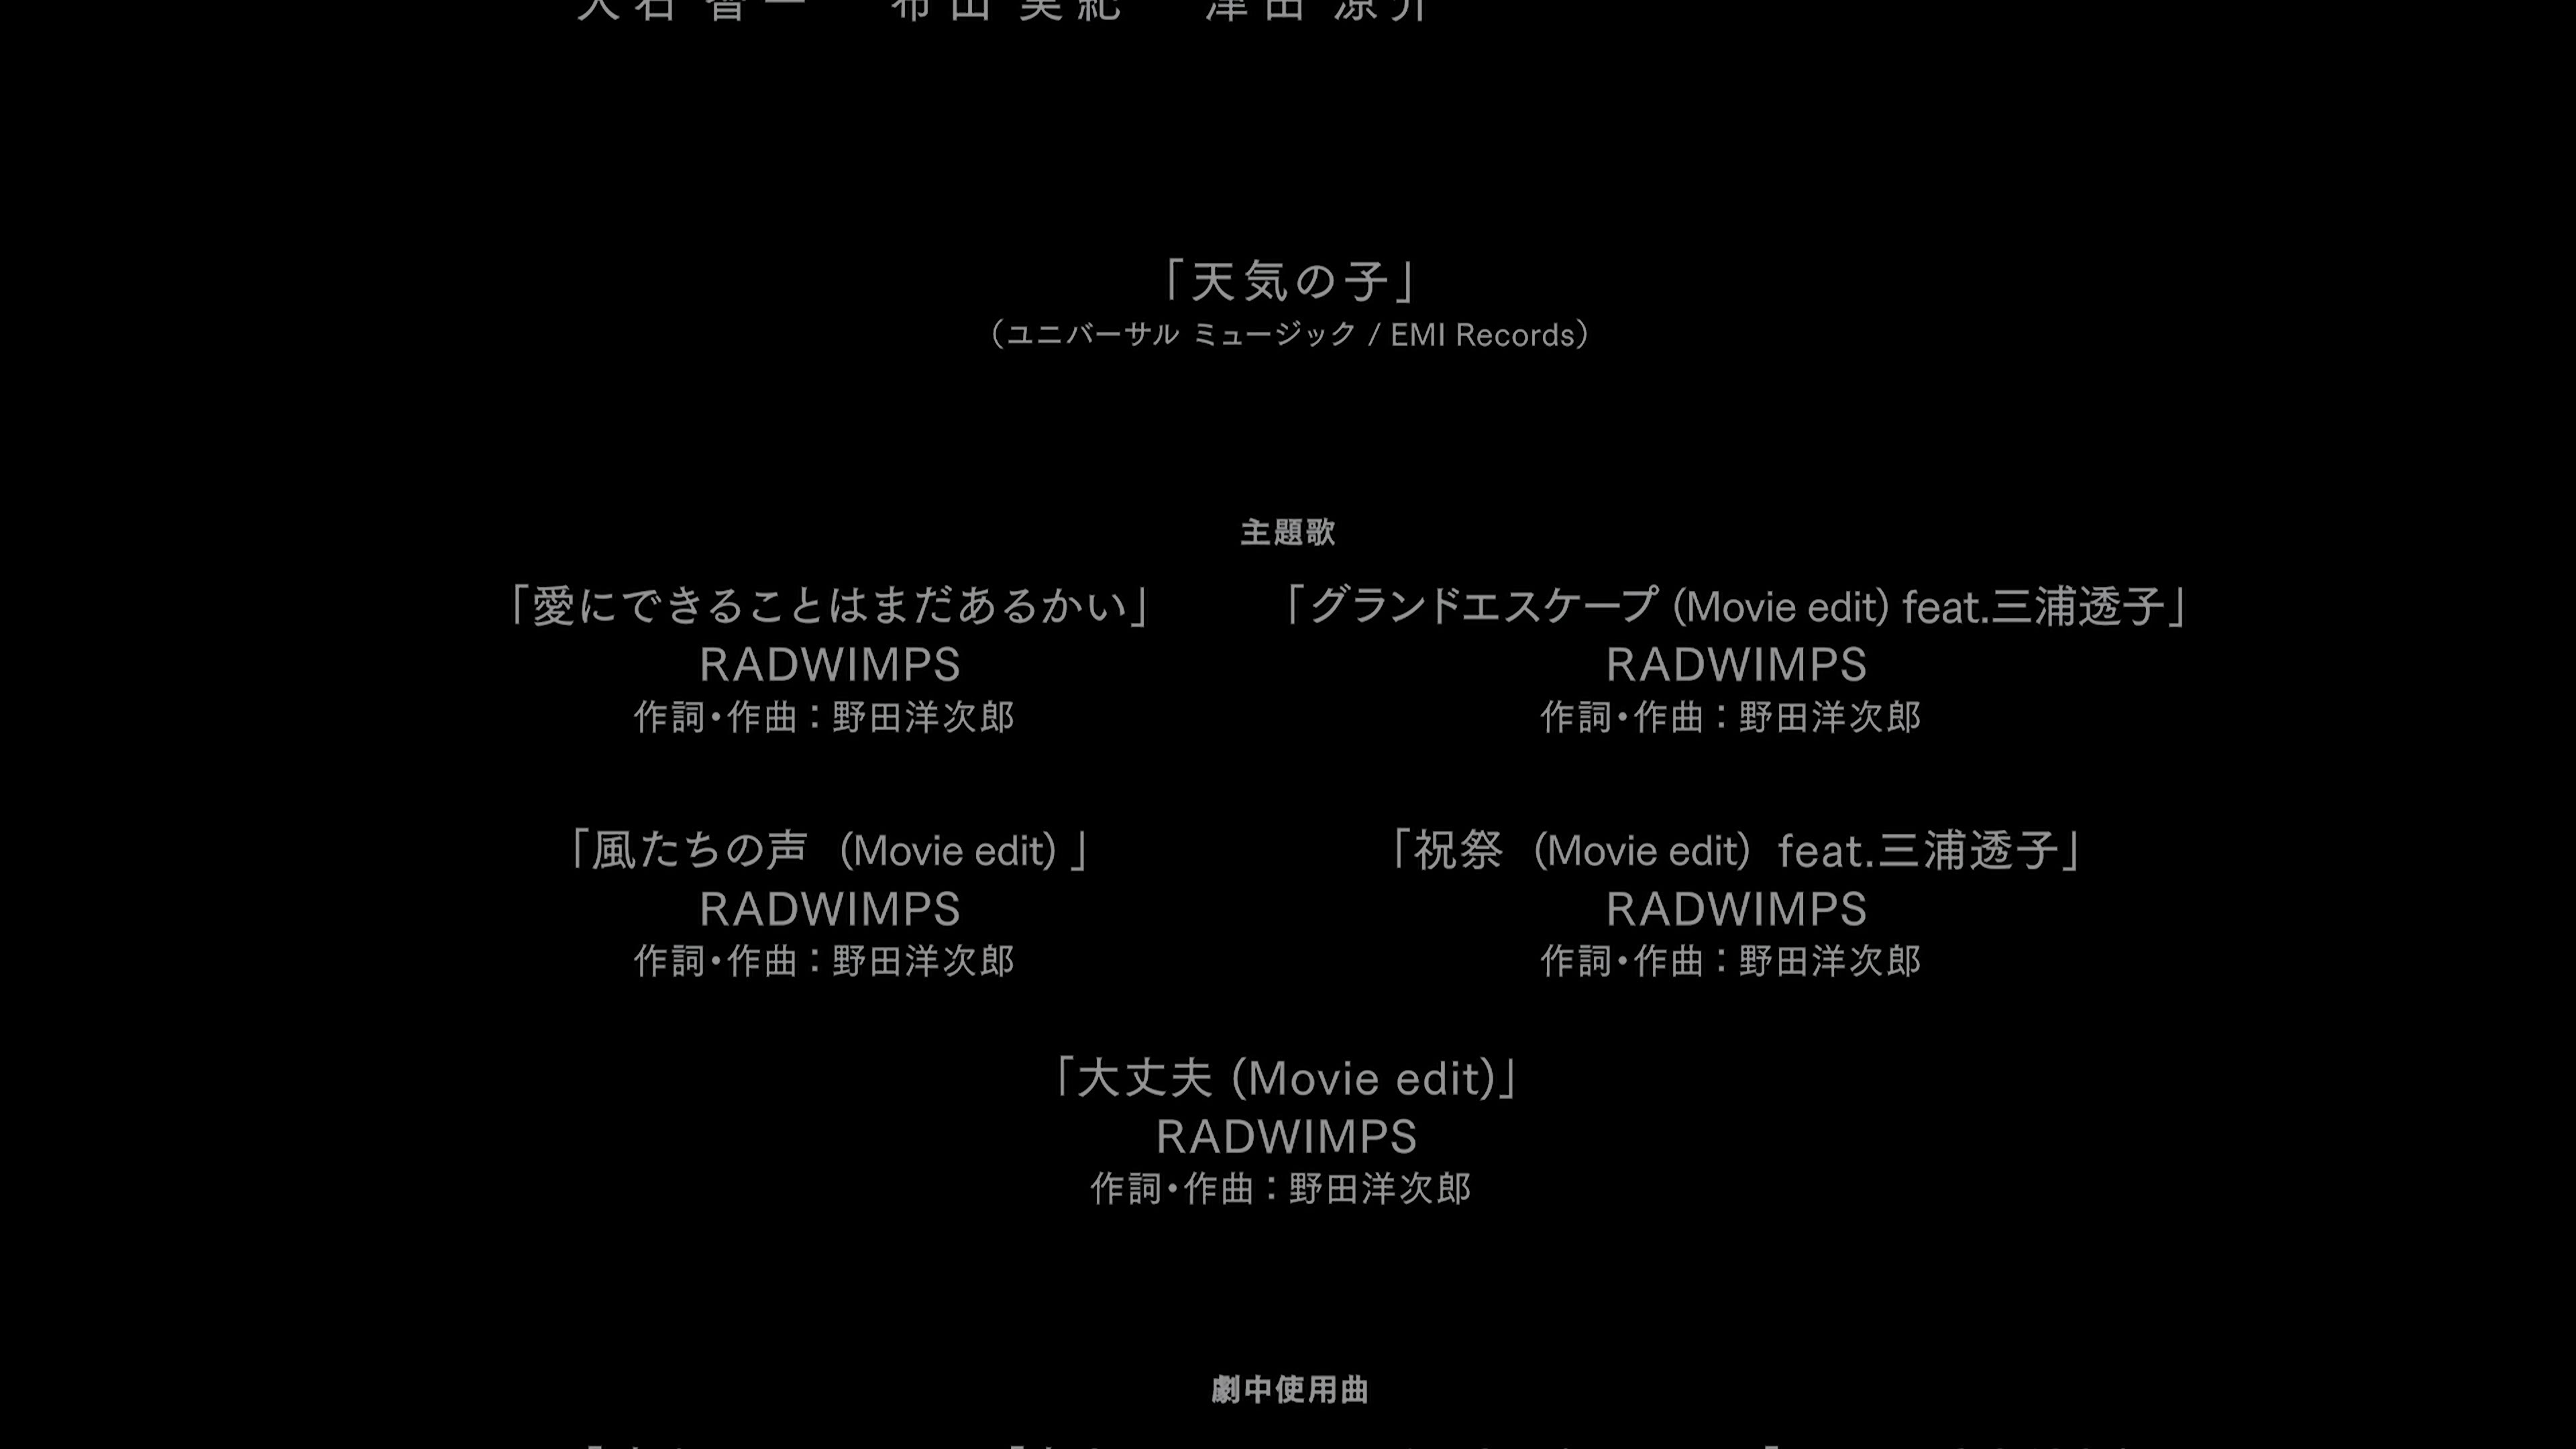 「天気の子」
（ユニバーサル ミュージック / EMI Records）
主題歌
「愛にできることはまだあるかい」
RADWIMPS
作詞・作曲：野田洋次郎
「グランドエスケープ (Movie edit) feat.三浦透子」
RADWIMPS
作詞・作曲：野田洋次郎
「風たちの声 (Movie edit) 」
RADWIMPS
作詞・作曲：野田洋次郎
「祝祭 (Movie edit) feat.三浦透子」
RADWIMPS
作詞・作曲：野田洋次郎
「大丈夫 (Movie edit)」
RADWIMPS
作詞・作曲：野田洋次郎
劇中使用曲